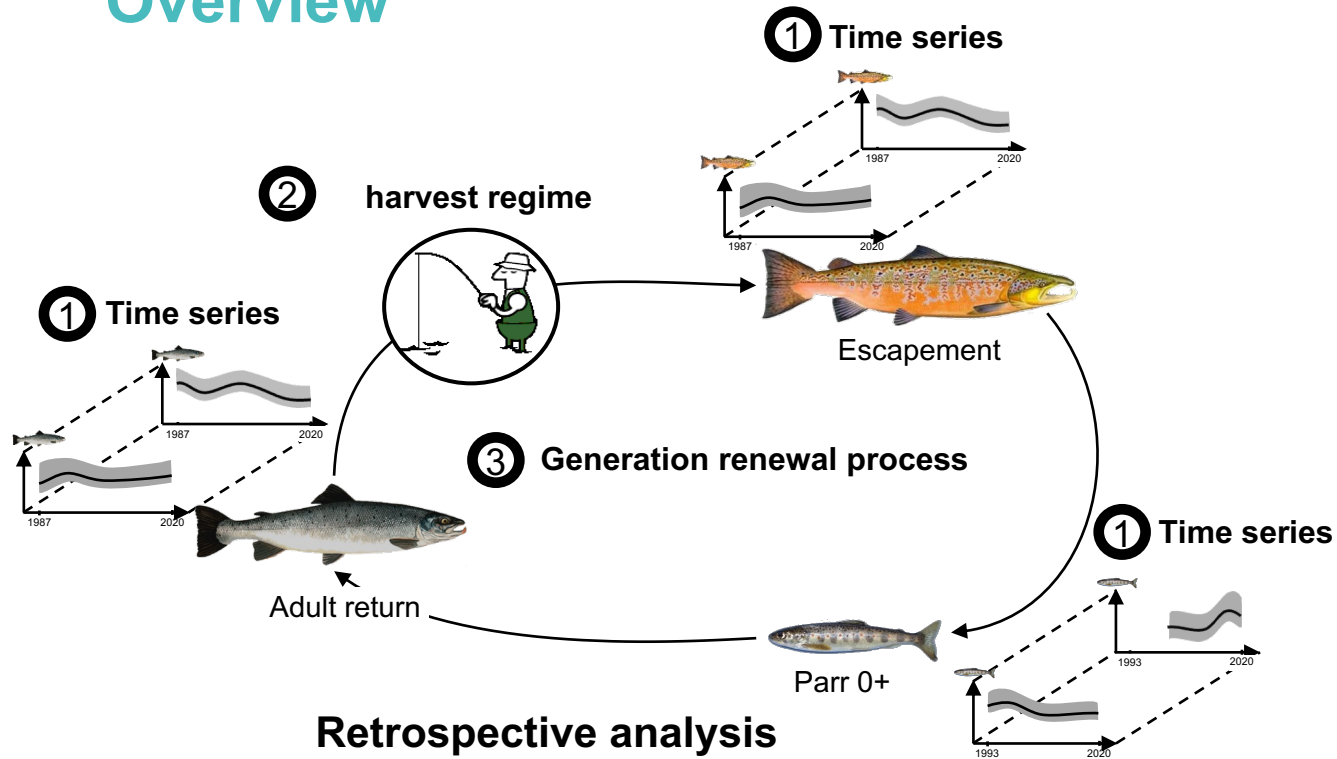 Overview
1 Time series
1987
2020
1987
2020
2 harvest regime
Escapement
1 Time series
1987
2020
1987
2020
3 Generation renewal process
Adult return
1 Time series
1993
2020
1993
2020
Parr 0+
Retrospective analysis